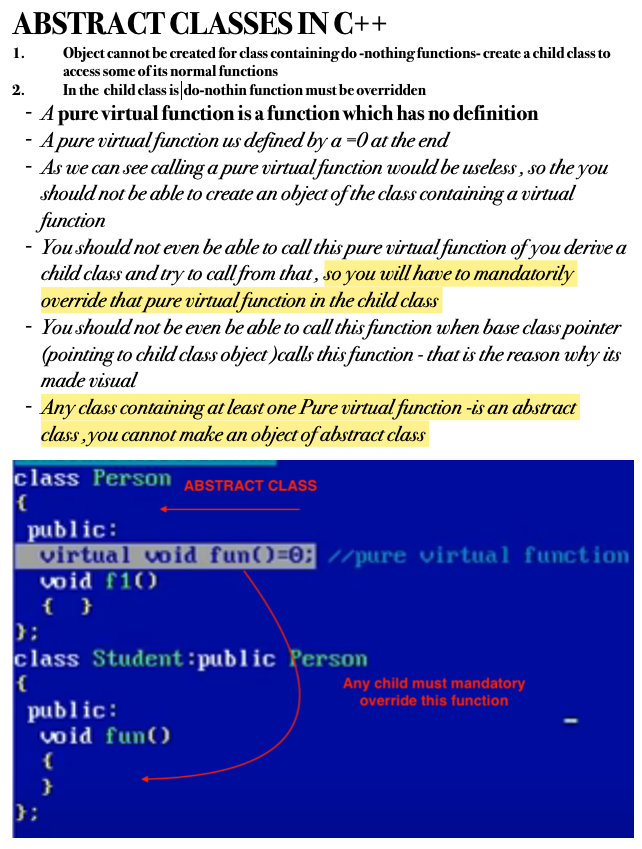 ABSTRACT CLASSES IN C++
1. Object cannot be created for class containing do -nothing functions- create a child class to
access some of its normal functions
2. In the child class is do-nothin function must be overridden
- A pure virtual function is a function which has no definition
- A pure virtual function us defined by a =0 at the end
- As we can see calling a pure virtual function would be useless , so the you
should not be able to create an object of the class containing a virtual
function
- You should not even be able to call this pure virtual function of you derive a
child class and try to call from that , so you will have to mandatorily
override that pure virtual function in the child class
- You should not be even be able to call this function when base class pointer
(pointing to child class object )calls this function - that is the reason why its
made visual
- Any class containing at least one Pure virtual function -is an abstract
class ,you cannot make an object of abstract class
class Person ABSTRACT CLASS
{
public:
virtual void fun()=0; //pure virtual function
void f1()
{ }
};
class Student:public Person
{
Any child must mandatory
override this function
public:
void fun()
{
}
};